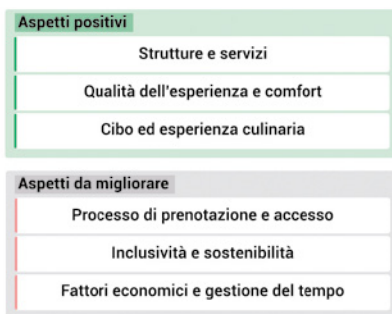 Aspetti positivi
Strutture e servizi
Qualità dell'esperienza e comfort
Cibo ed esperienza culinaria
Aspetti da migliorare
Processo di prenotazione e accesso
Inclusività e sostenibilità
Fattori economici e gestione del tempo